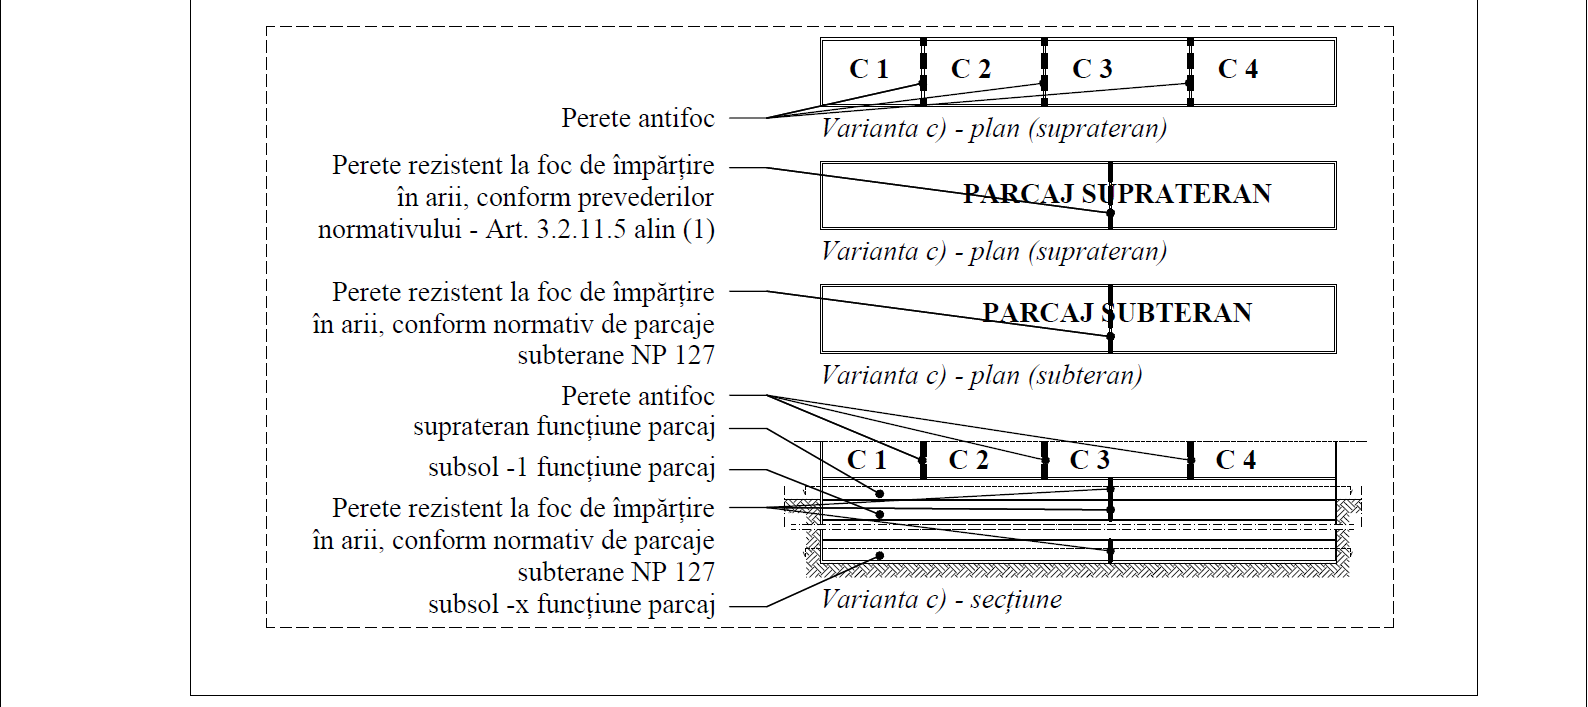 C 1 C 2 C 3 C 4
Perete antifoc
Varianta c) - plan (suprateran)
Perete rezistent la foc de împărțire
în arii, conform prevederilor
normativului - Art. 3.2.11.5 alin (1)
PARCAJ SUPRATERAN
Varianta c) - plan (suprateran)
Perete rezistent la foc de împărțire
în arii, conform normativ de parcaje
subterane NP 127
PARCAJ SUBTERAN
Varianta c) - plan (subteran)
Perete antifoc
suprateran funcțiune parcaj
subsol -1 funcțiune parcaj
Perete rezistent la foc de împărțire
în arii, conform normativ de parcaje
subterane NP 127
subsol -x funcțiune parcaj
C 1 C 2 C 3 C 4
Varianta c) - secțiune